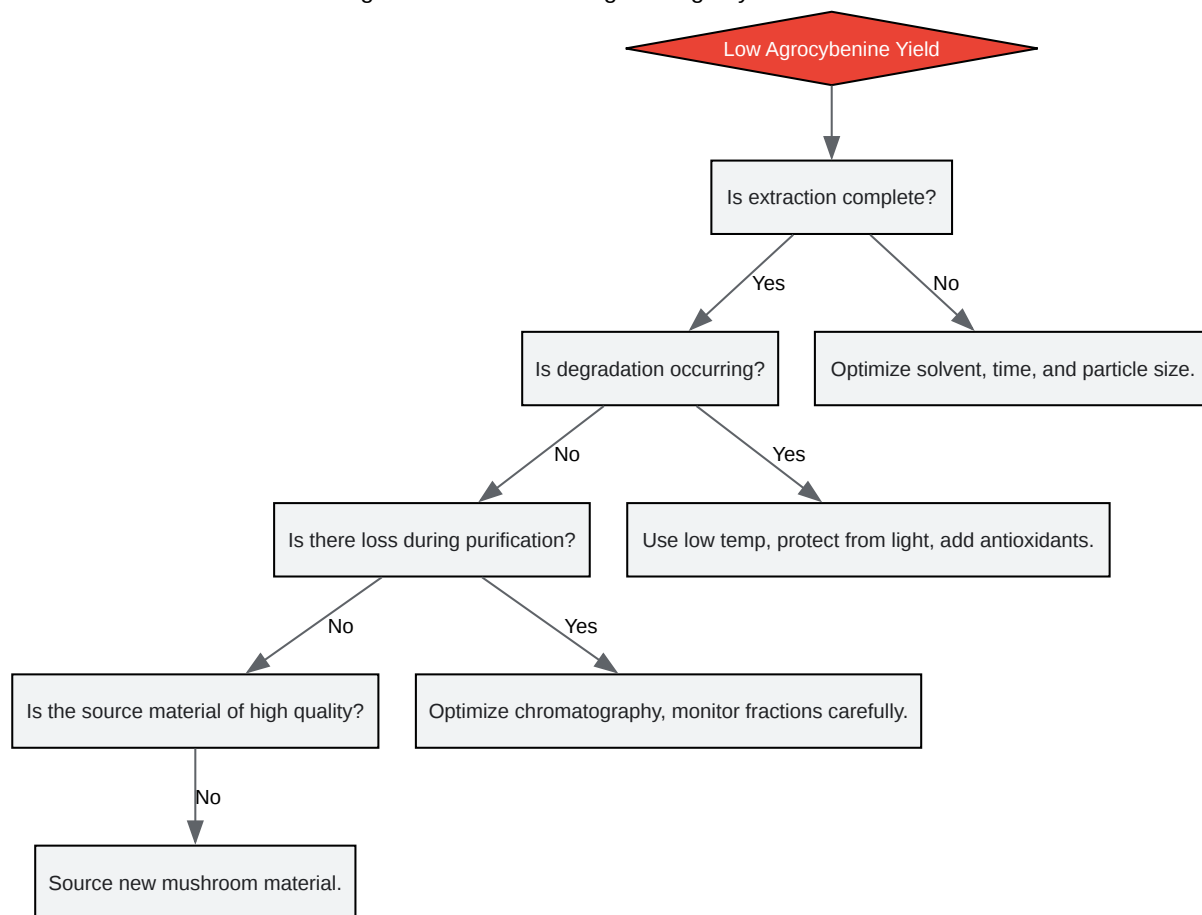 Low Agrocybenine Yield
Is extraction complete?
Yes
No
Is degradation occurring?
Optimize solvent, time, and particle size.
No
Yes
Is there loss during purification?
Use low temp, protect from light, add antioxidants.
No
Yes
Is the source material of high quality?
Optimize chromatography, monitor fractions carefully.
No
Source new mushroom material.